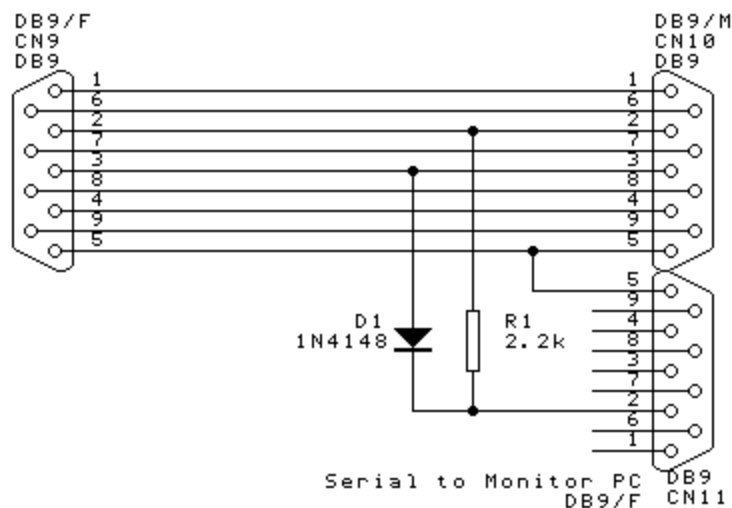 DB9/F
CN9
DB9
DB9/M
CN10
DB9
1 1
6 6
2 2
7 7
3 3
8 8
4 4
9 9
5 5
5
9
4
8
3
7
2
6
1
D1
1N4148
R1
2.2k
Serial to Monitor PC
DB9/F
DB9
CN11